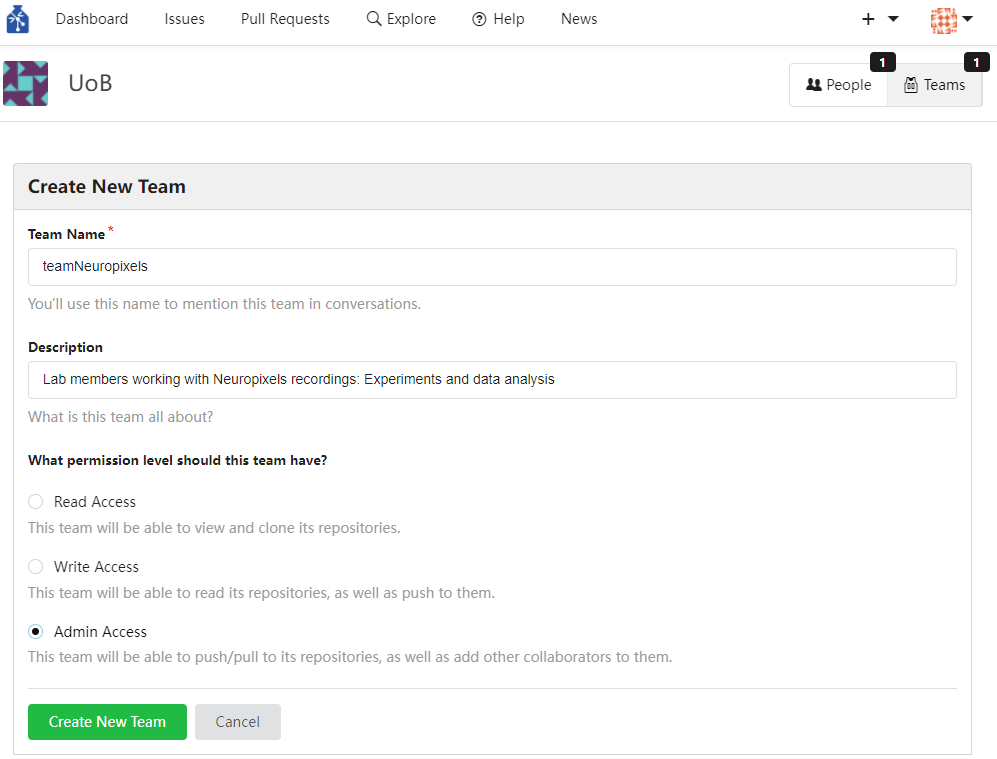 Dashboard Issues Pull Requests Explore Help News
UoB
People 1 Teams 1
Create New Team
Team Name*
teamNeuropixels
You'll use this name to mention this team in conversations.
Description
Lab members working with Neuropixels recordings: Experiments and data analysis
What is this team all about?
What permission level should this team have?
Read Access
This team will be able to view and clone its repositories.
Write Access
This team will be able to read its repositories, as well as push to them.
Admin Access
This team will be able to push/pull to its repositories, as well as add other collaborators to them.
Create New Team Cancel